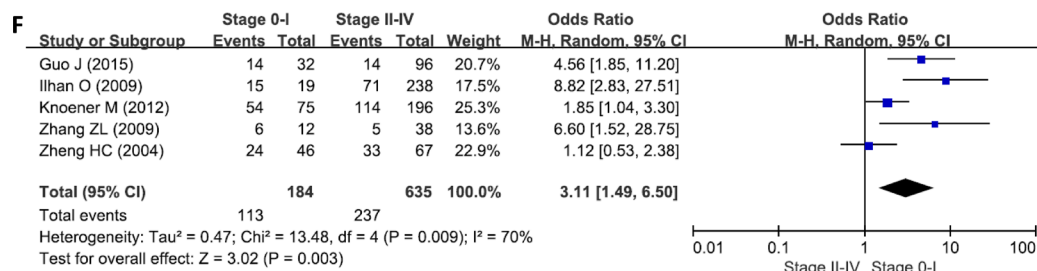 F
Stage 0-I Stage II-IV Odds Ratio Odds Ratio
Study or Subgroup Events Total Events Total Weight M-H. Random. 95% CI M-H. Random. 95% CI
Guo J (2015) 14 32 14 96 20.7% 4.56 [1.85, 11.20]
Ilhan O (2009) 15 19 71 238 17.5% 8.82 [2.83, 27.51]
Knoener M (2012) 54 75 114 196 25.3% 1.85 [1.04, 3.30]
Zhang ZL (2009) 6 12 5 38 13.6% 6.60 [1.52, 28.75]
Zheng HC (2004) 24 46 33 67 22.9% 1.12 [0.53, 2.38]
Total (95% CI) 184 635 100.0% 3.11 [1.49, 6.50]
Total events 113 237
Heterogeneity: Tau² = 0.47; Chi² = 13.48, df = 4 (P = 0.009); I² = 70%
Test for overall effect: Z = 3.02 (P = 0.003)
0.01 0.1 1 10 100
Stage II-IV Stage 0-I